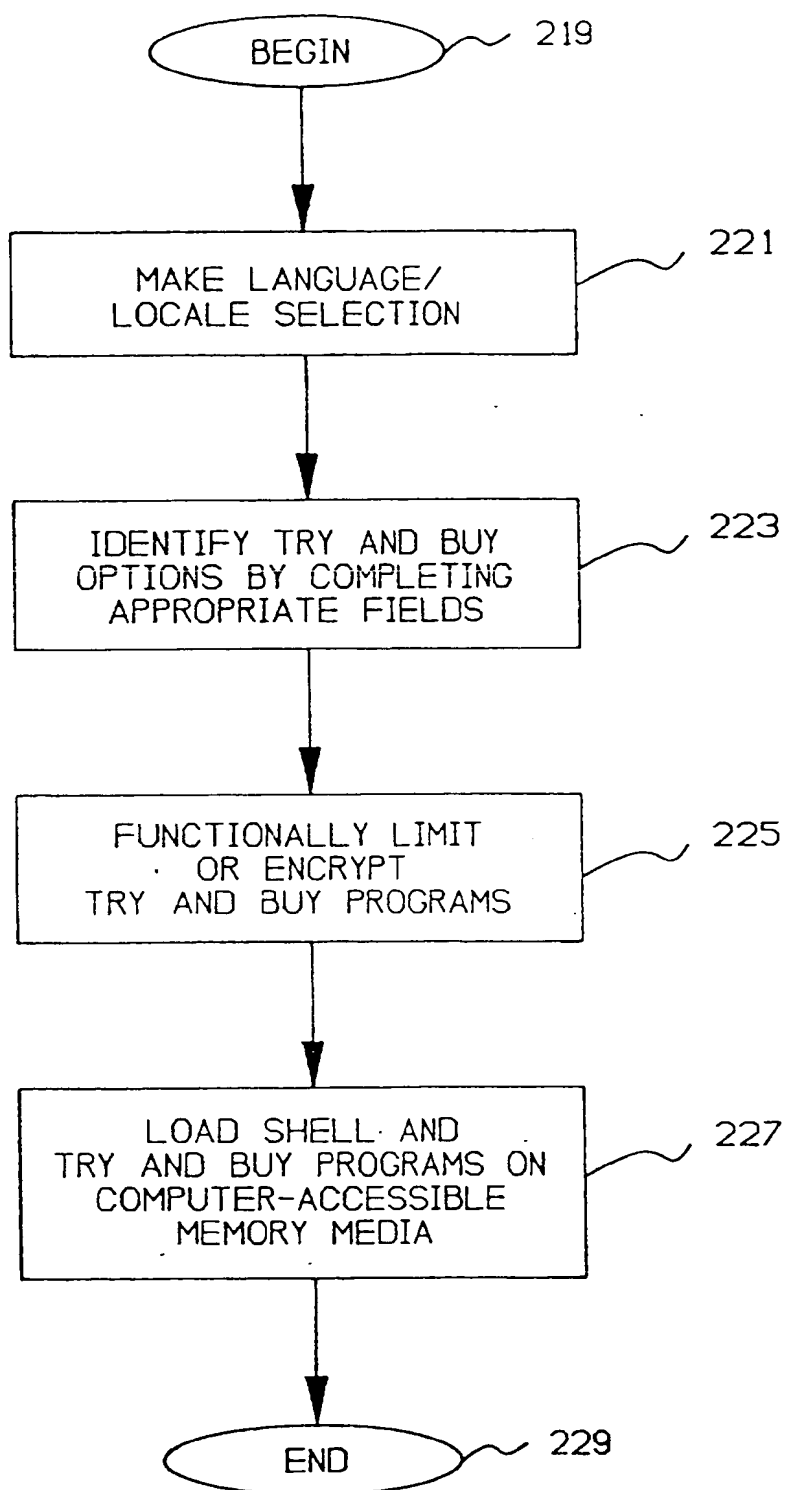 BEGIN
219
MAKE LANGUAGE/
LOCALE SELECTION
221
IDENTIFY TRY AND BUY
OPTIONS BY COMPLETING
APPROPRIATE FIELDS
223
FUNCTIONALLY LIMIT
OR ENCRYPT
TRY AND BUY PROGRAMS
225
LOAD SHELL AND
TRY AND BUY PROGRAMS ON
COMPUTER-ACCESSIBLE
MEMORY MEDIA
227
END
229